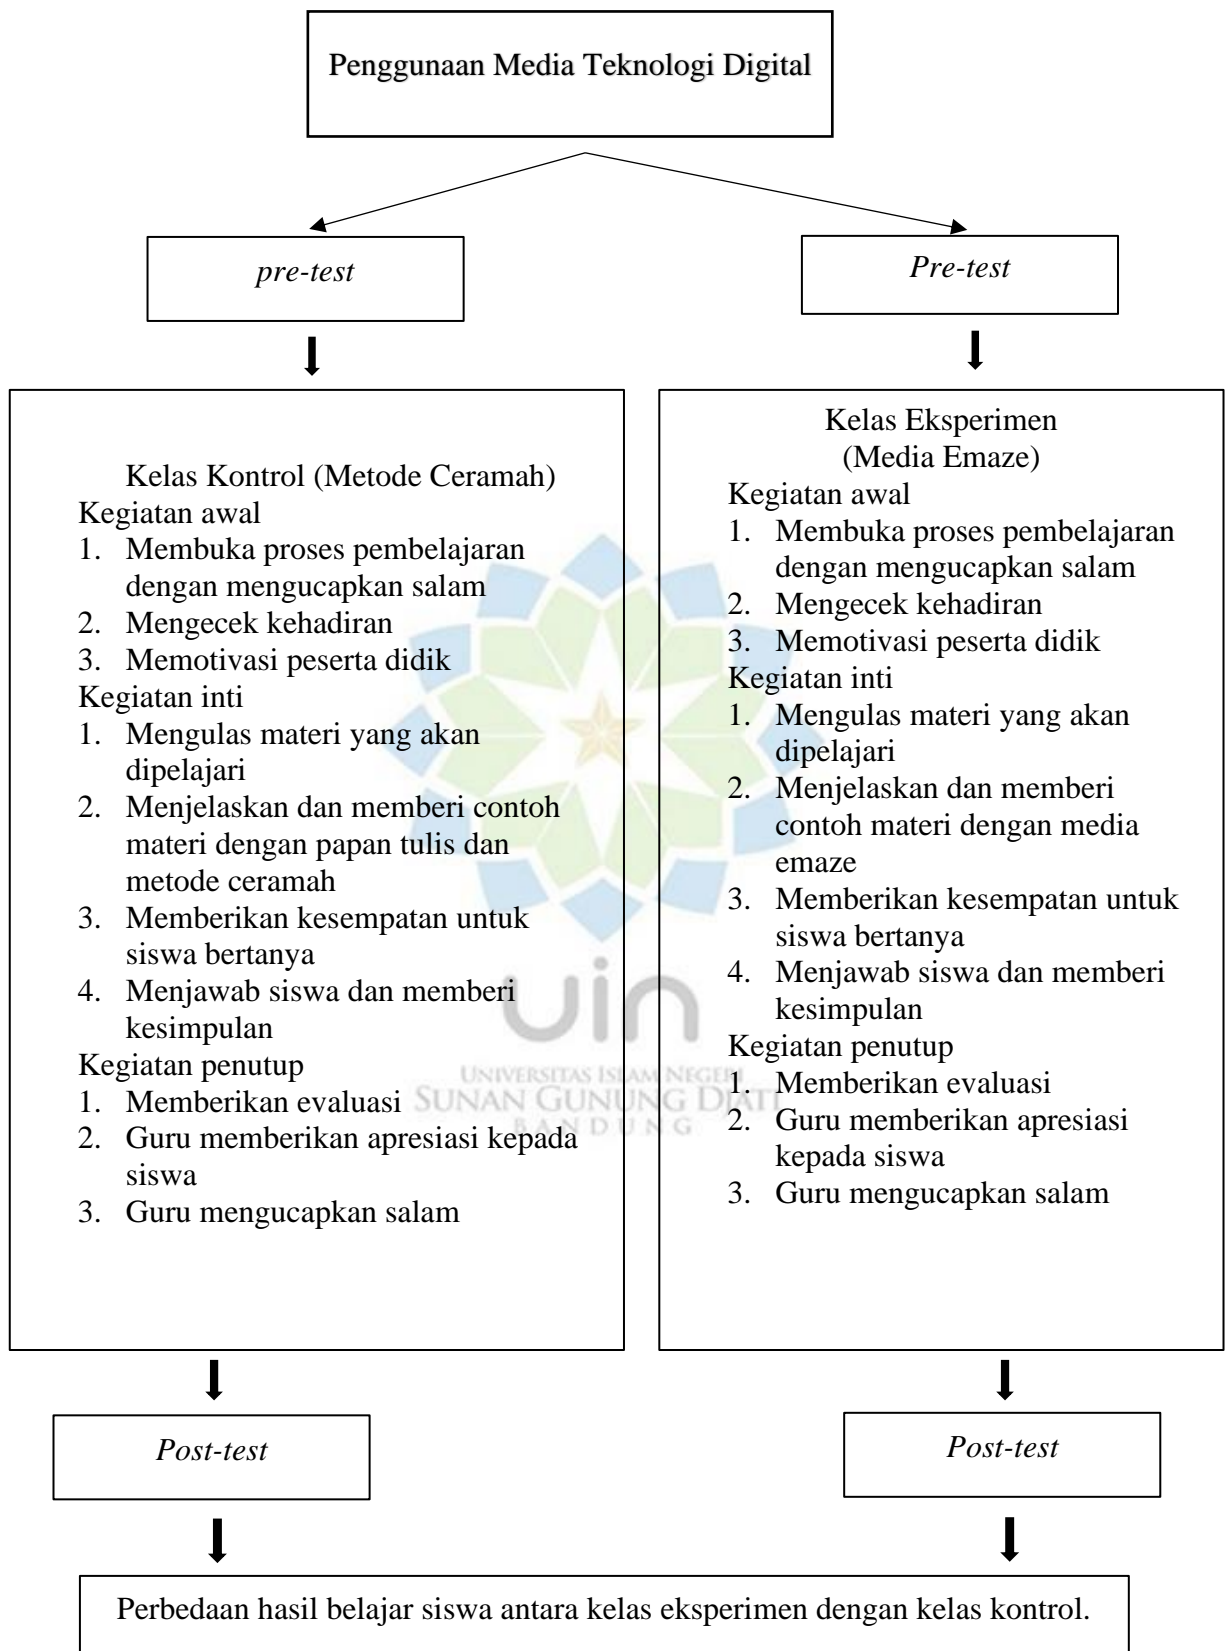 Penggunaan Media Teknologi Digital
pre-test
Pre-test
Kelas Kontrol (Metode Ceramah)
Kegiatan awal
1. Membuka proses pembelajaran
dengan mengucapkan salam
2. Mengecek kehadiran
3. Memotivasi peserta didik
Kegiatan inti
1. Mengulas materi yang akan
dipelajari
2. Menjelaskan dan memberi contoh
materi dengan papan tulis dan
metode ceramah
3. Memberikan kesempatan untuk
siswa bertanya
4. Menjawab siswa dan memberi
kesimpulan
Kegiatan penutup
1. Memberikan evaluasi
2. Guru memberikan apresiasi kepada
siswa
3. Guru mengucapkan salam
Kelas Eksperimen
(Media Emaze)
Kegiatan awal
1. Membuka proses pembelajaran
dengan mengucapkan salam
2. Mengecek kehadiran
3. Memotivasi peserta didik
Kegiatan inti
1. Mengulas materi yang akan
dipelajari
2. Menjelaskan dan memberi
contoh materi dengan media
emaze
3. Memberikan kesempatan untuk
siswa bertanya
4. Menjawab siswa dan memberi
kesimpulan
Kegiatan penutup
1. Memberikan evaluasi
2. Guru memberikan apresiasi
kepada siswa
3. Guru mengucapkan salam
uin
UNIVERSITAS ISLAM NEGERI
SUNAN GUNUNG DJATI
BANDUNG
Post-test
Post-test
Perbedaan hasil belajar siswa antara kelas eksperimen dengan kelas kontrol.